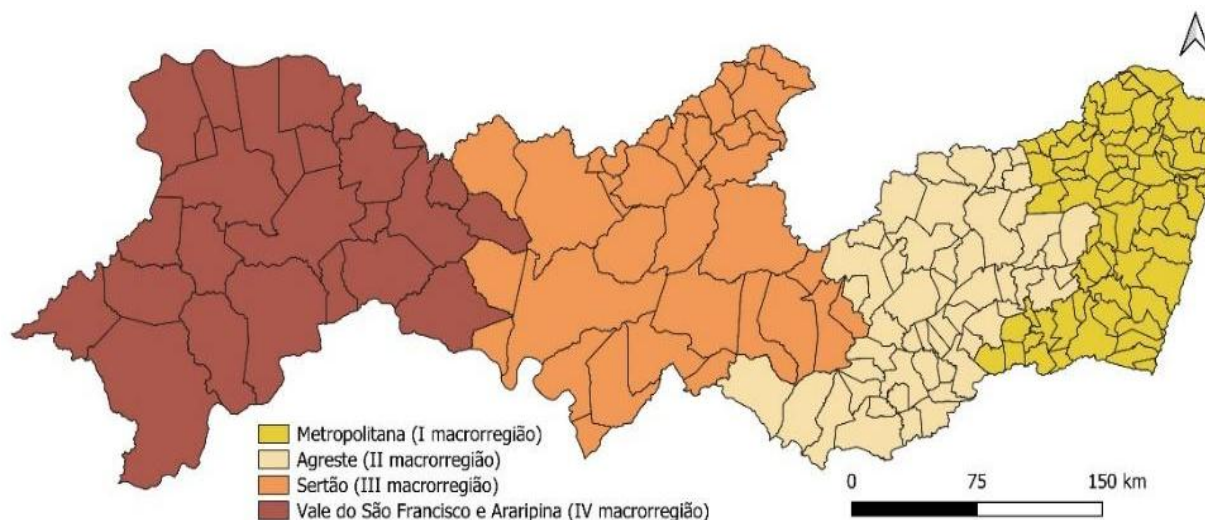 Metropolitana (I macrorregião)
Agreste (II macrorregião)
Sertão (III macrorregião)
Vale do São Francisco e Araripina (IV macrorregião)
0 75 150 km